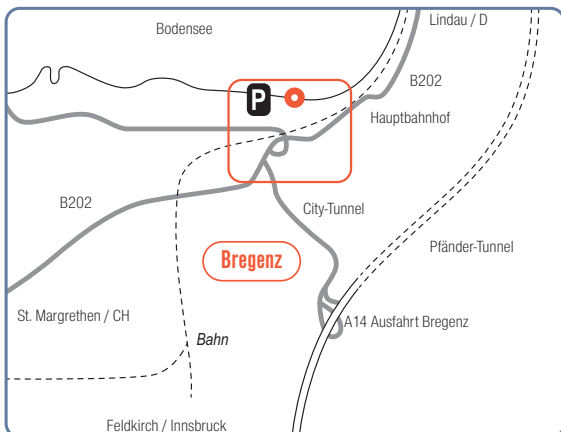 Lindau / D
Bodensee
B202
P
Hauptbahnhof
B202
City-Tunnel
Pfänder-Tunnel
Bregenz
St. Margrethen / CH
A14 Ausfahrt Bregenz
Bahn
Feldkirch / Innsbruck